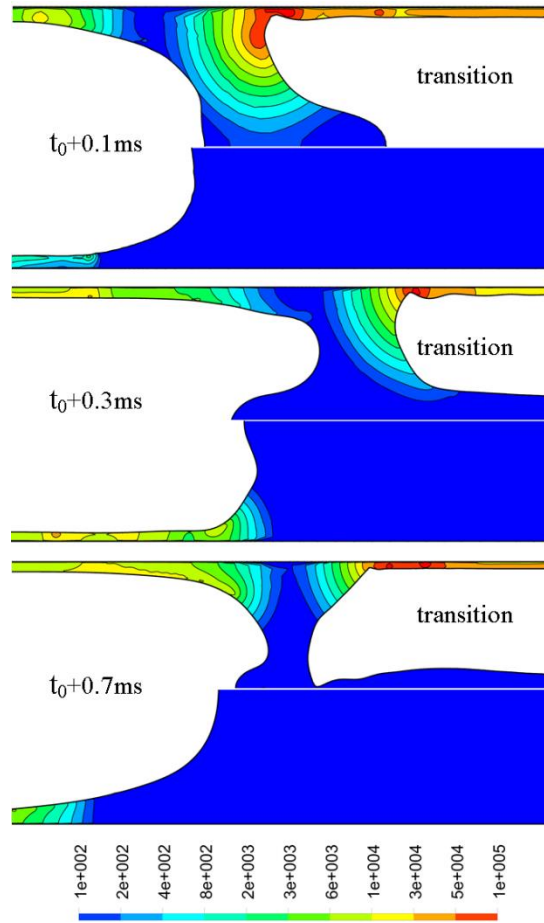 transition
t₀+0.1ms
transition
t₀+0.3ms
transition
t₀+0.7ms
1e+002
2e+002
4e+002
8e+002
2e+003
3e+003
6e+003
1e+004
3e+004
5e+004
1e+005